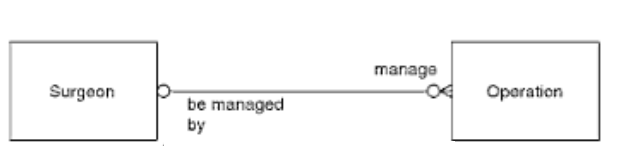 manage
Surgeon
Operation
be managed
by